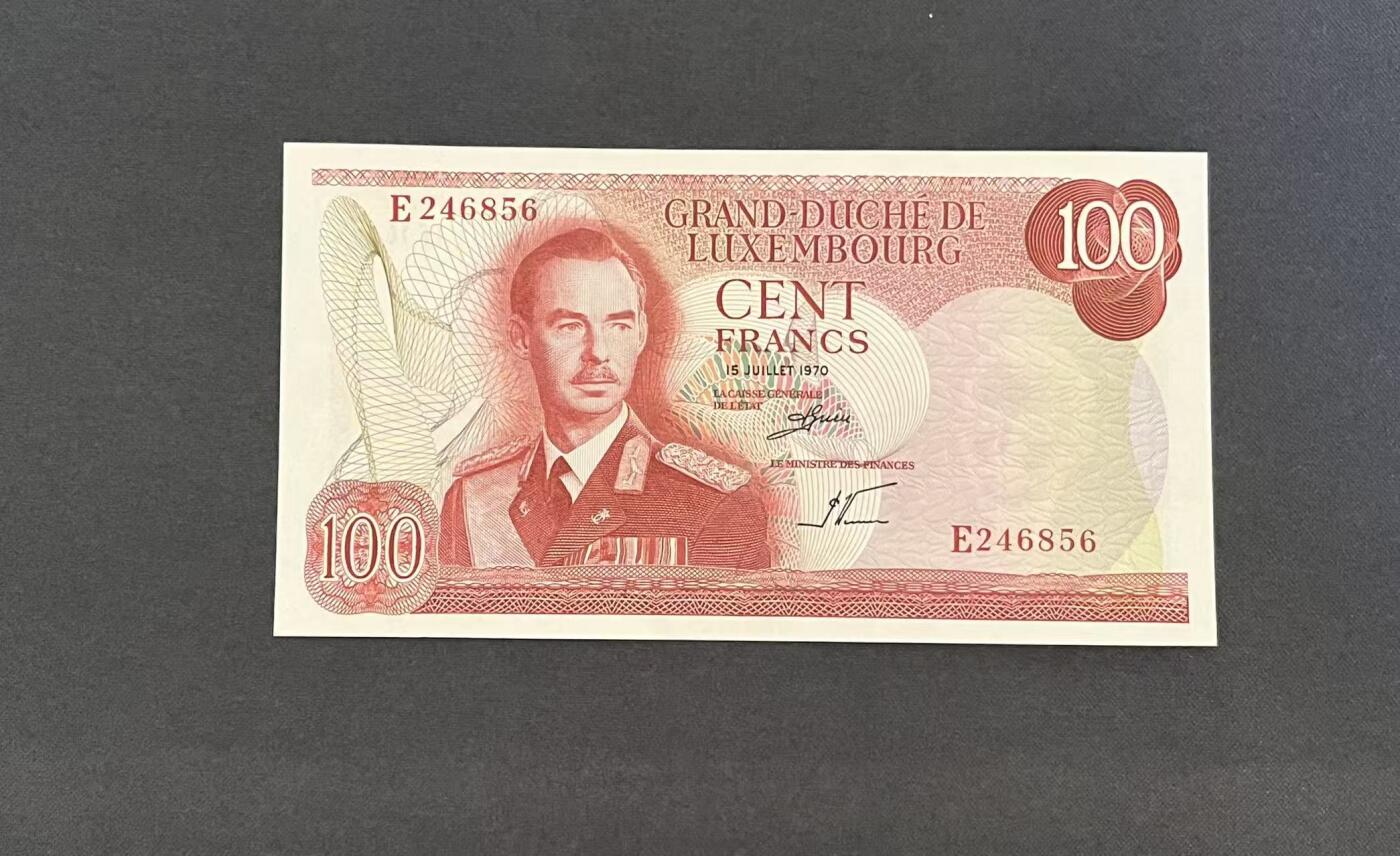 E 246856
GRAND-DUCHÉ DE
LUXEMBOURG
100
CENT
FRANCS
15 JUILLET 1970
LA CAISSE GÉNÉRALE
DE L'ÉTAT
LE MINISTRE DES FINANCES
100
E246856